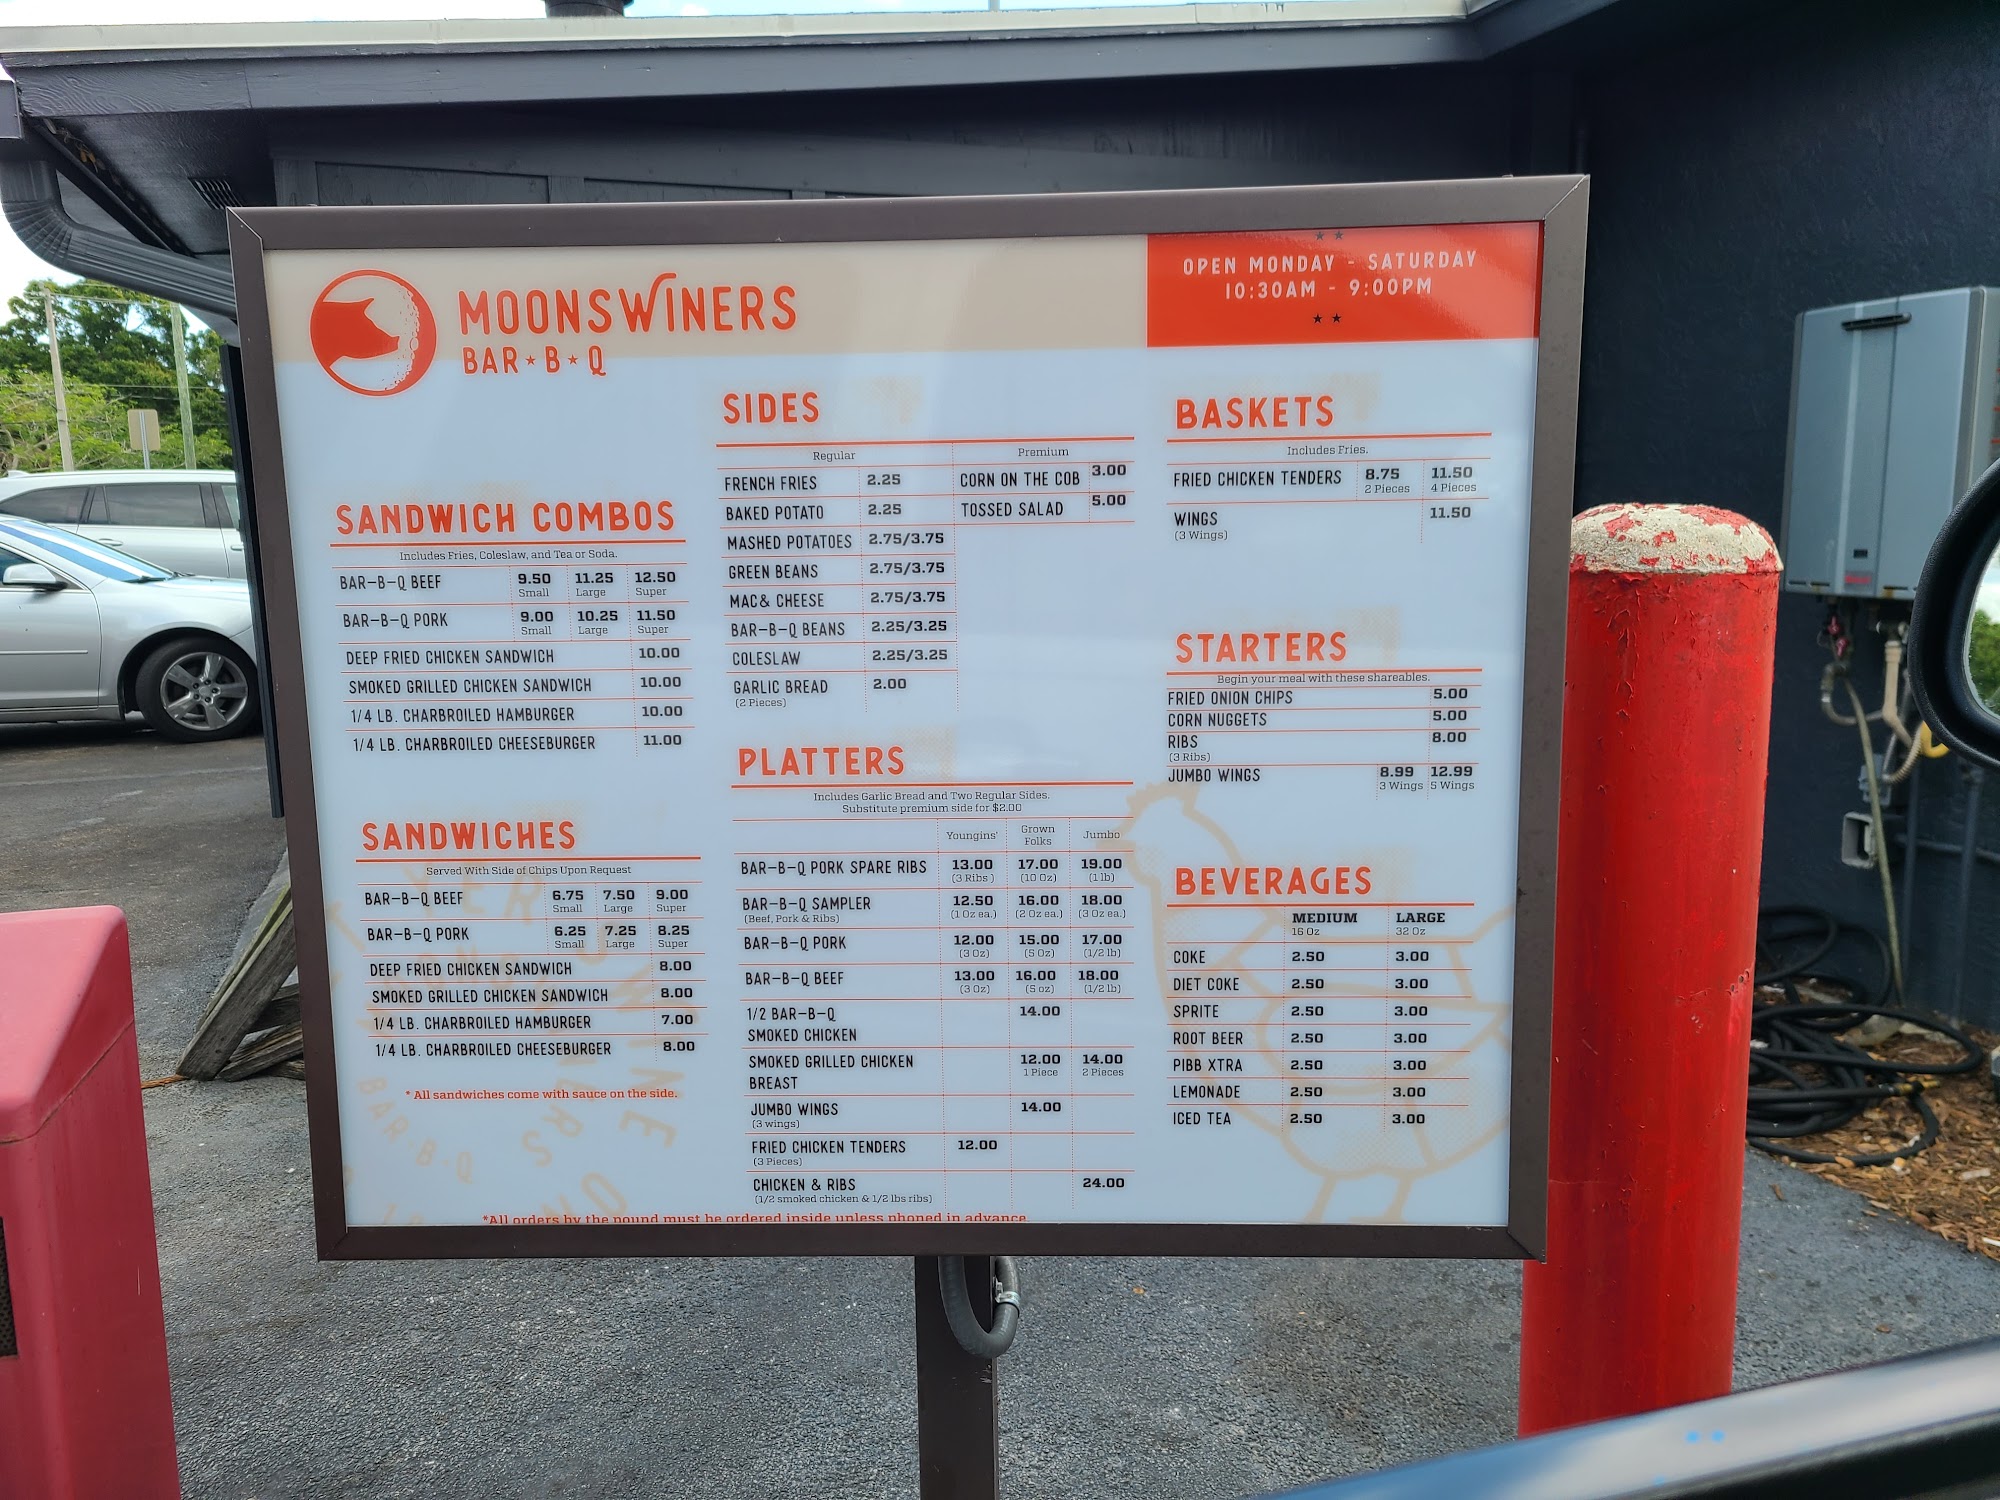 MOONSWINERS
BAR★B★Q
OPEN MONDAY - SATURDAY
10:30AM - 9:00PM
SANDWICH COMBOS
Includes Fries, Coleslaw, and Tea or Soda.
BAR-B-Q BEEF 9.50 11.25 12.50
Small Large Super
BAR-B-Q PORK 9.00 10.25 11.50
Small Large Super
DEEP FRIED CHICKEN SANDWICH 10.00
SMOKED GRILLED CHICKEN SANDWICH 10.00
1/4 LB. CHARBROILED HAMBURGER 10.00
1/4 LB. CHARBROILED CHEESEBURGER 11.00
SANDWICHES
Served With Side of Chips Upon Request
BAR-B-Q BEEF 6.75 7.50 9.00
Small Large Super
BAR-B-Q PORK 6.25 7.25 8.25
Small Large Super
DEEP FRIED CHICKEN SANDWICH 8.00
SMOKED GRILLED CHICKEN SANDWICH 8.00
1/4 LB. CHARBROILED HAMBURGER 7.00
1/4 LB. CHARBROILED CHEESEBURGER 8.00
* All sandwiches come with sauce on the side.
SIDES
Regular Premium
FRENCH FRIES 2.25 CORN ON THE COB 3.00
BAKED POTATO 2.25 TOSSED SALAD 5.00
MASHED POTATOES 2.75/3.75
GREEN BEANS 2.75/3.75
MAC& CHEESE 2.75/3.75
BAR-B-Q BEANS 2.25/3.25
COLESLAW 2.25/3.25
GARLIC BREAD 2.00
(2 Pieces)
PLATTERS
Includes Garlic Bread and Two Regular Sides.
Substitute premium side for $2.00
Youngins' Grown Folks Jumbo
BAR-B-Q PORK SPARE RIBS 13.00 17.00 19.00
(3 Ribs ) (10 Oz) (1 lb)
BAR-B-Q SAMPLER 12.50 16.00 18.00
(Beef, Pork & Ribs) (1 Oz ea.) (2 Oz ea.) (3 Oz ea.)
BAR-B-Q PORK 12.00 15.00 17.00
(3 Oz) (5 Oz) (1/2 lb)
BAR-B-Q BEEF 13.00 16.00 18.00
(3 Oz) (5 oz) (1/2 lb)
1/2 BAR-B-Q 14.00
SMOKED CHICKEN
SMOKED GRILLED CHICKEN 12.00 14.00
BREAST 1 Piece 2 Pieces
JUMBO WINGS 14.00
(3 wings)
FRIED CHICKEN TENDERS 12.00
(3 Pieces)
CHICKEN & RIBS 24.00
(1/2 smoked chicken & 1/2 lbs ribs)
*All orders by the pound must be ordered inside unless phoned in advance.
BASKETS
Includes Fries.
FRIED CHICKEN TENDERS 8.75 11.50
2 Pieces 4 Pieces
WINGS 11.50
(3 Wings)
STARTERS
Begin your meal with these shareables.
FRIED ONION CHIPS 5.00
CORN NUGGETS 5.00
RIBS 8.00
(3 Ribs)
JUMBO WINGS 8.99 12.99
3 Wings 5 Wings
BEVERAGES
MEDIUM LARGE
16 Oz 32 Oz
COKE 2.50 3.00
DIET COKE 2.50 3.00
SPRITE 2.50 3.00
ROOT BEER 2.50 3.00
PIBB XTRA 2.50 3.00
LEMONADE 2.50 3.00
ICED TEA 2.50 3.00